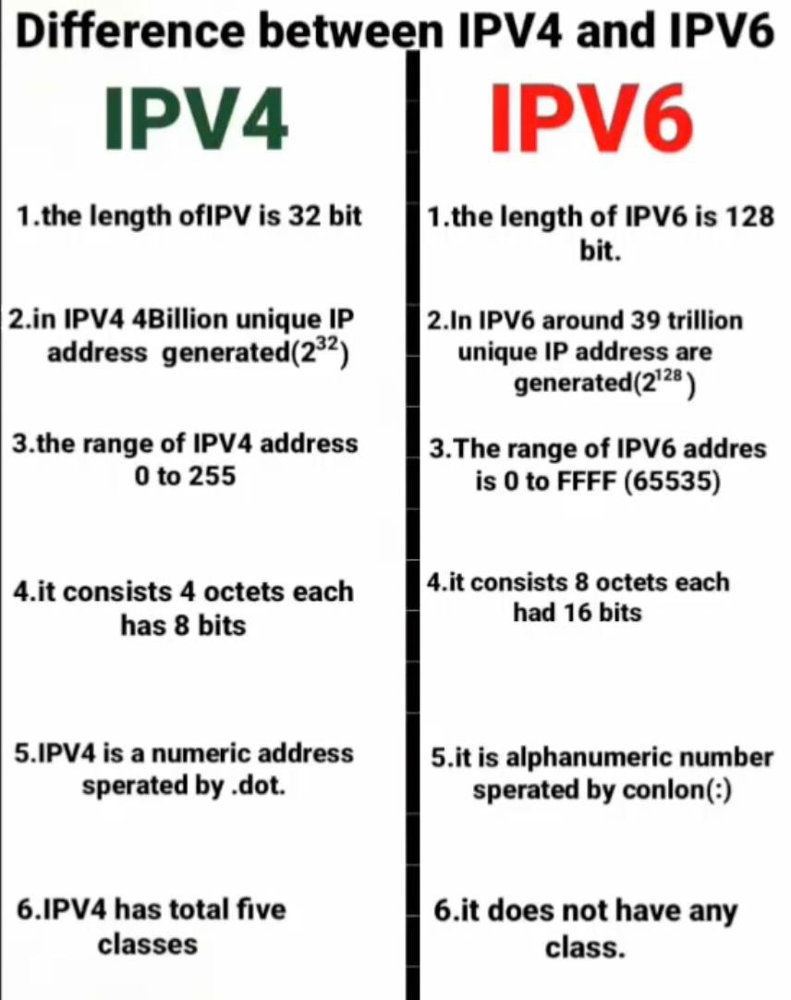 Difference between IPV4 and IPV6
IPV4
1.the length ofIPV is 32 bit
2.in IPV4 4Billion unique IP
address generated(2³²)
3.the range of IPV4 address
0 to 255
4.it consists 4 octets each
has 8 bits
5.IPV4 is a numeric address
sperated by .dot.
6.IPV4 has total five
classes
IPV6
1.the length of IPV6 is 128
bit.
2.In IPV6 around 39 trillion
unique IP address are
generated(2¹²⁸)
3.The range of IPV6 addres
is 0 to FFFF (65535)
4.it consists 8 octets each
had 16 bits
5.it is alphanumeric number
sperated by conlon(:)
6.it does not have any
class.